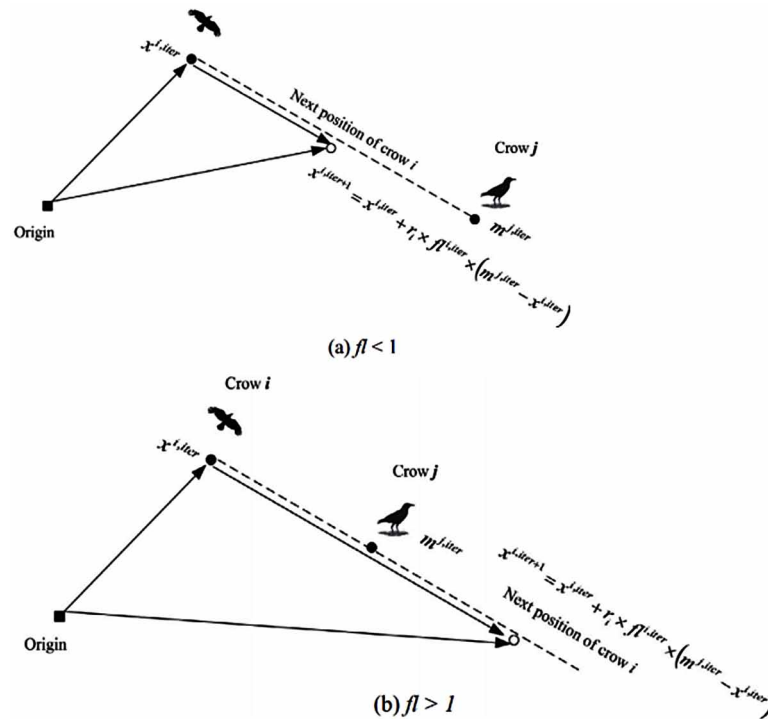 x^{i,iter}
Next position of crow i
Crow j
m^{j,iter}
x^{i,iter+1} = x^{i,iter} + r_i × fl^{i,iter} × (m^{j,iter} − x^{i,iter})
Origin
(a) fl < 1
Crow i
x^{i,iter}
Crow j
m^{j,iter}
x^{i,iter+1} = x^{i,iter} + r_i × fl^{i,iter} × (m^{j,iter} − x^{i,iter})
Next position of crow i
Origin
(b) fl > 1